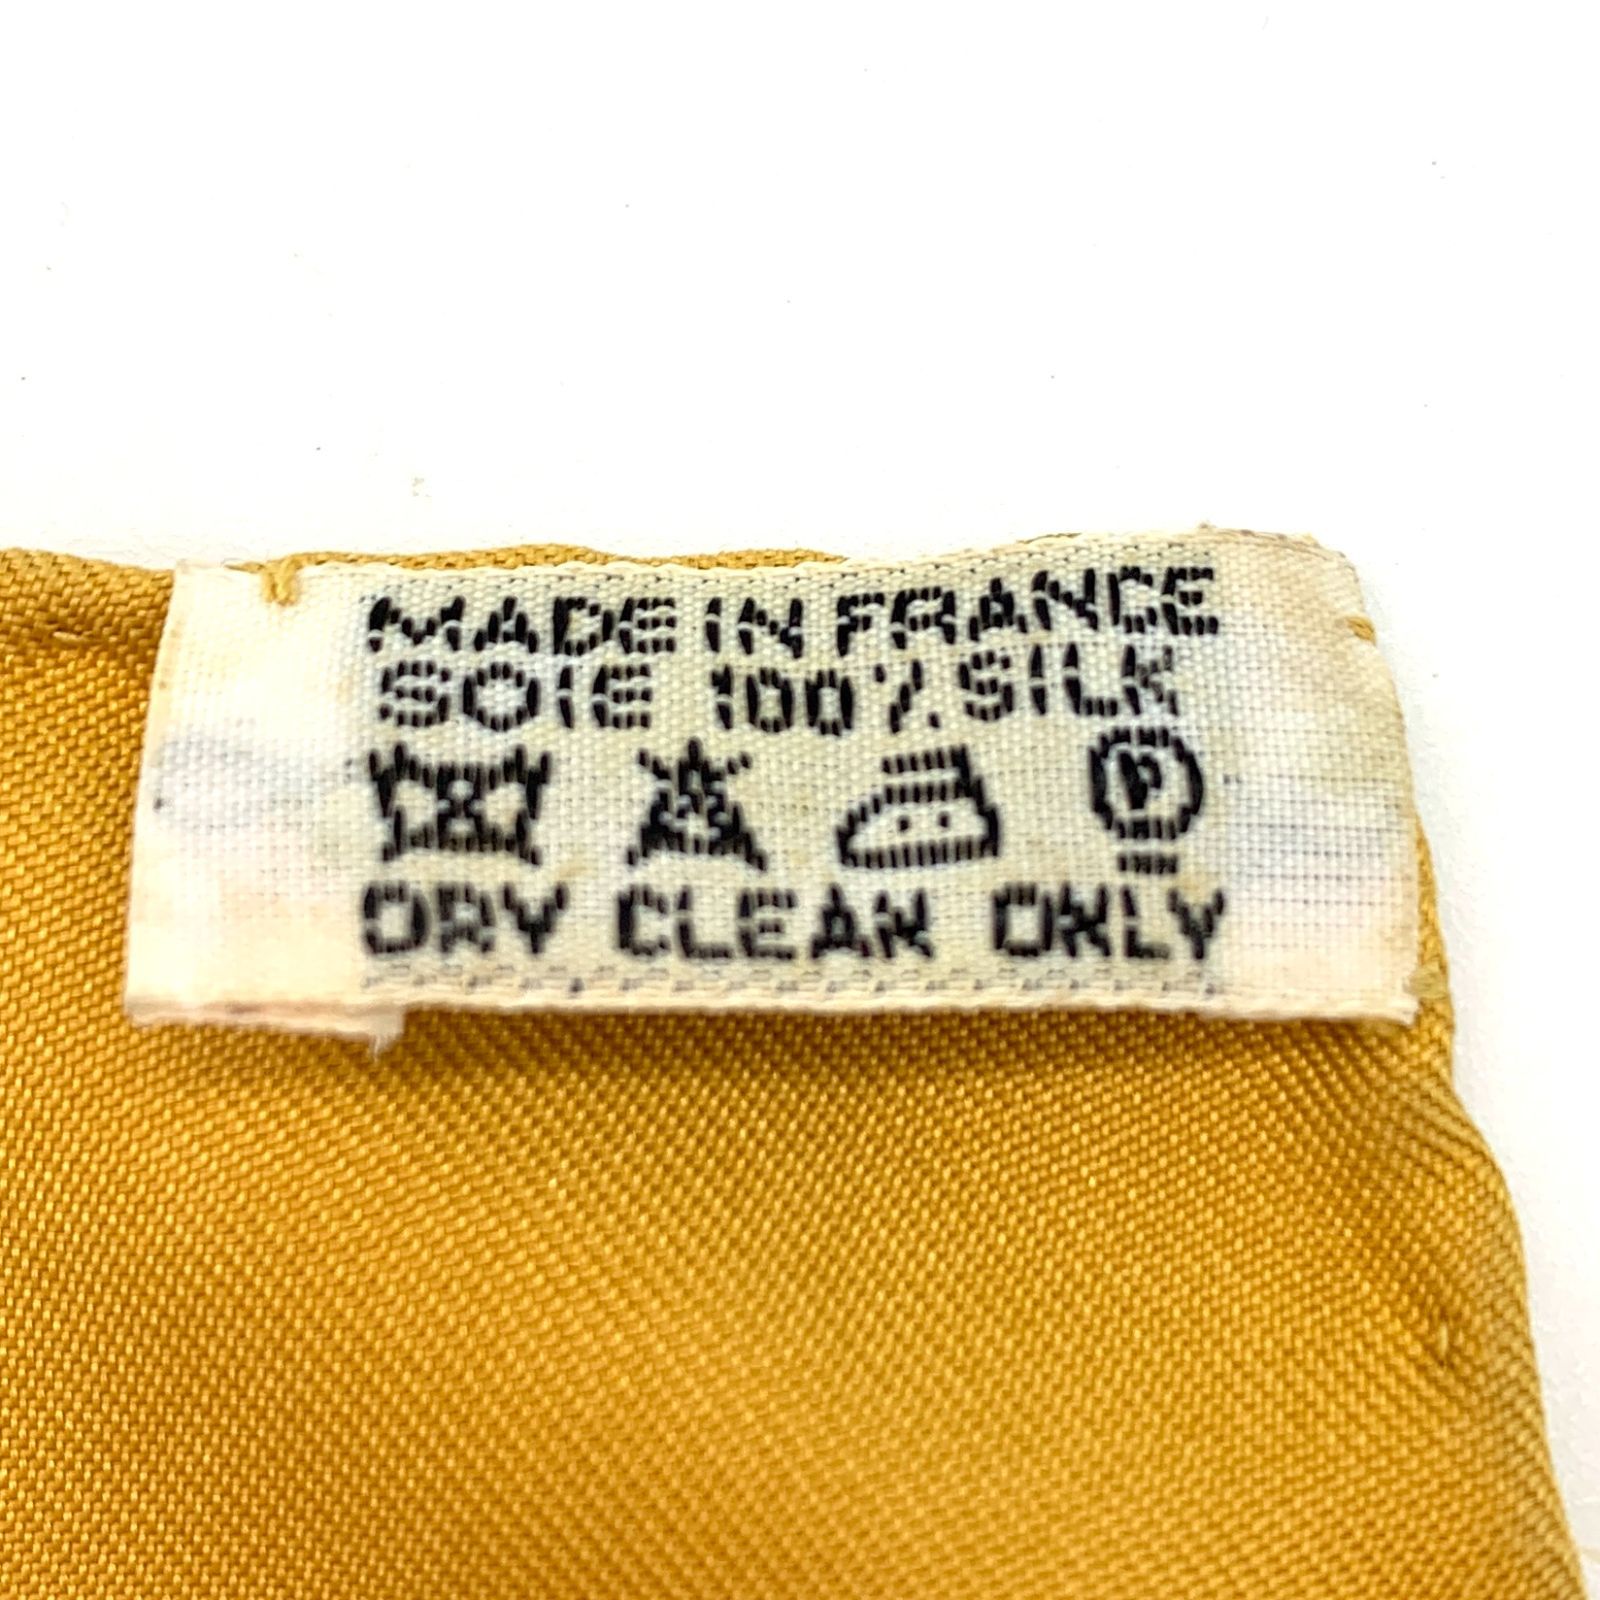 MADE IN FRANCE
SOIE 100% SILK
P
DRY CLEAN ONLY